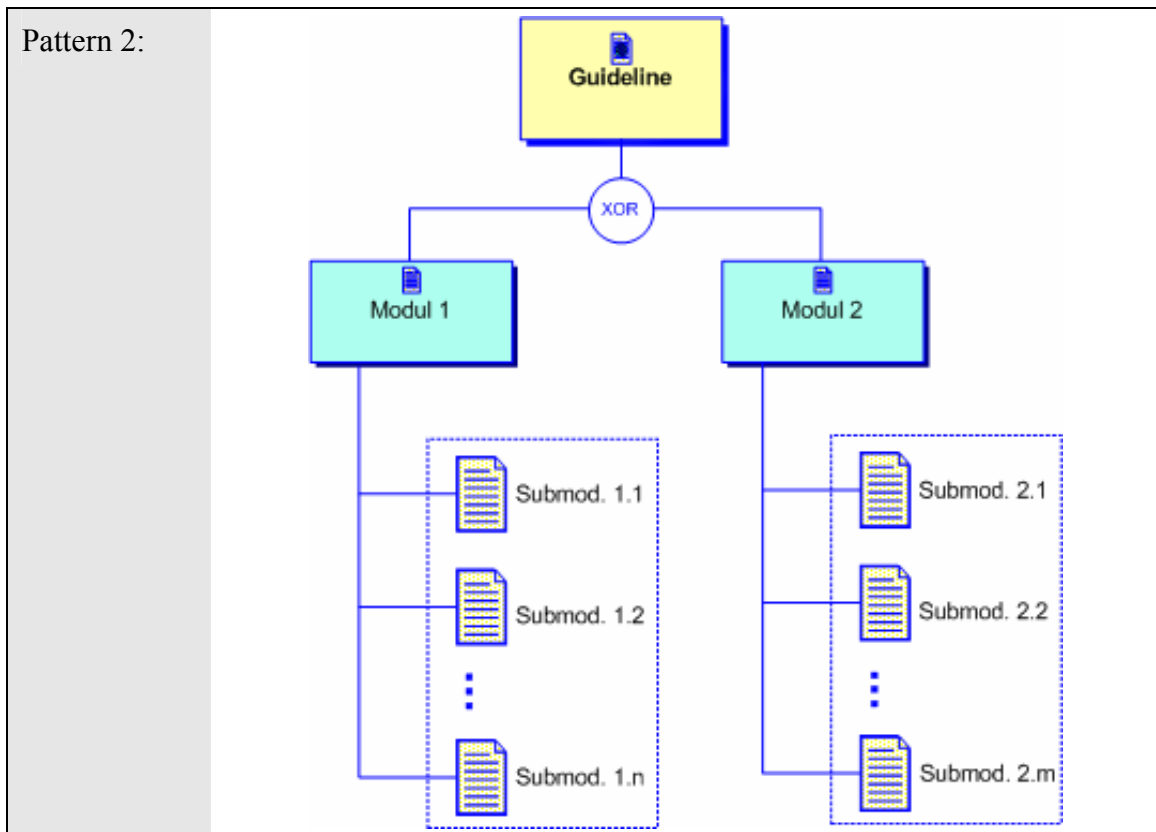 Pattern 2:
Guideline
XOR
Modul 1
Modul 2
Submod. 1.1
Submod. 1.2
Submod. 1.n
Submod. 2.1
Submod. 2.2
Submod. 2.m